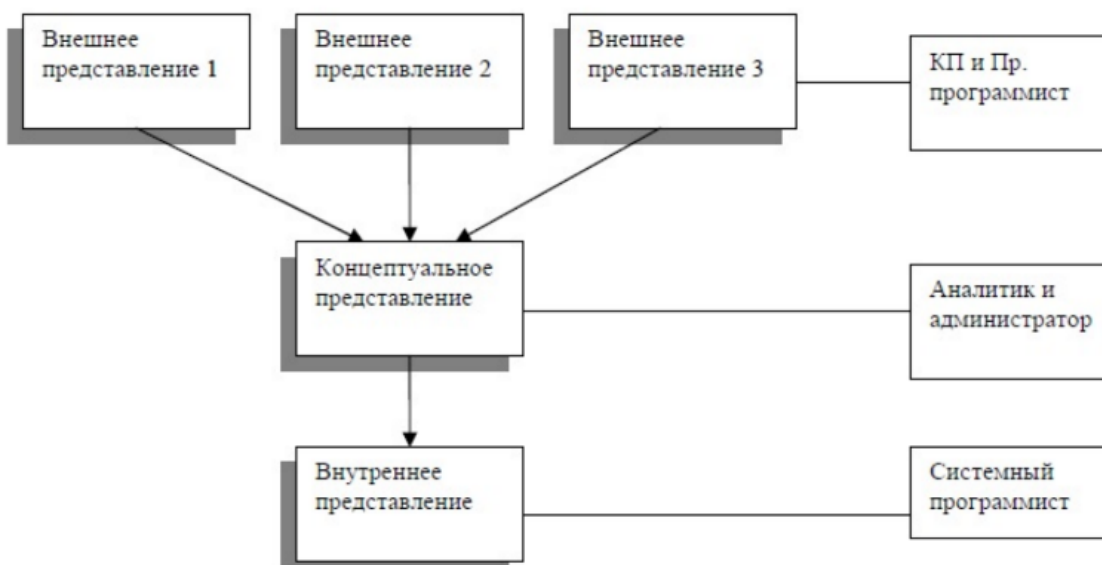 Внешнее
представление 1
Внешнее
представление 2
Внешнее
представление 3
КП и Пр.
программист
Концептуальное
представление
Аналитик и
администратор
Внутреннее
представление
Системный
программист